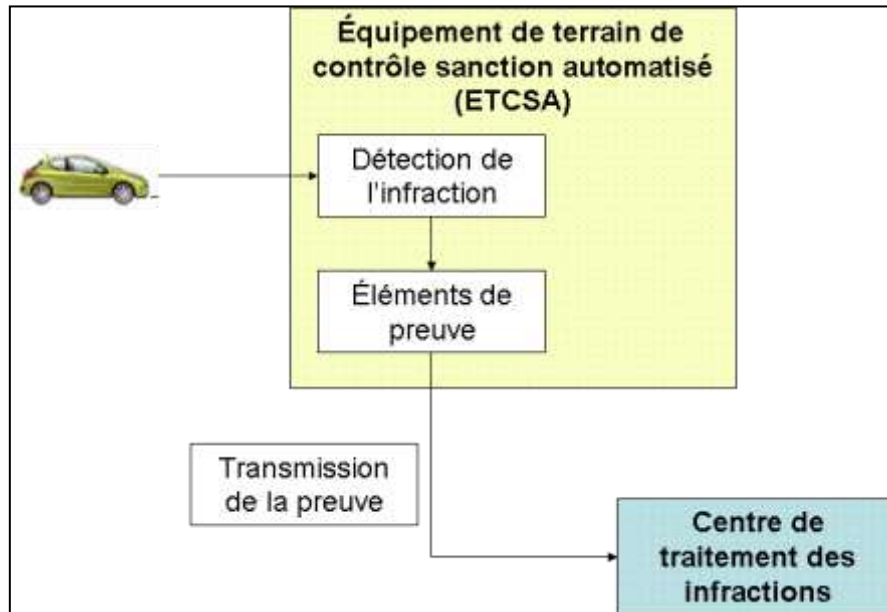 Équipement de terrain de
contrôle sanction automatisé
(ETCSA)
Détection de
l'infraction
Éléments de
preuve
Transmission
de la preuve
Centre de
traitement des
infractions